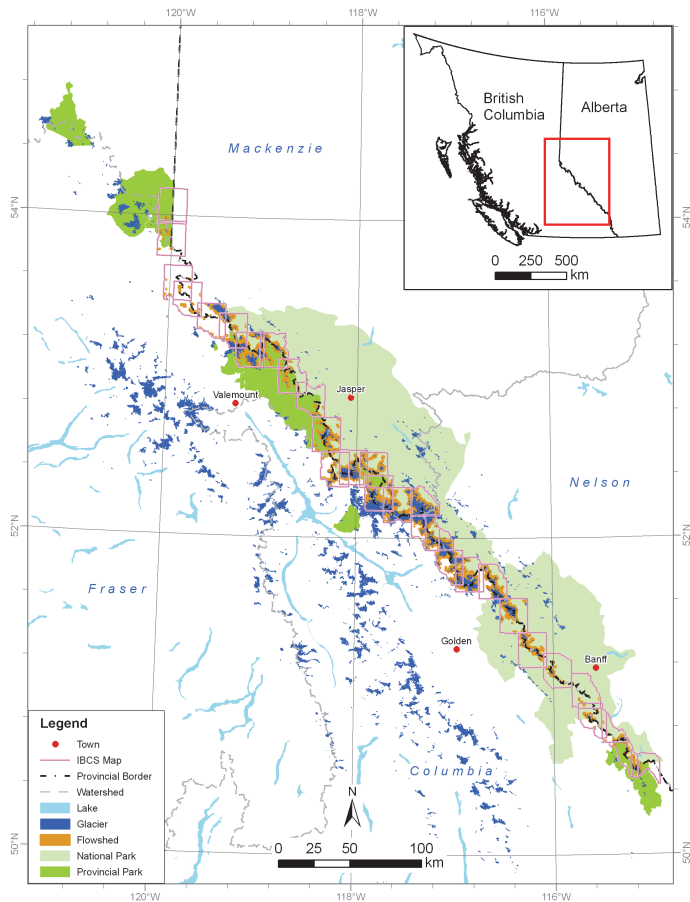 120°W 118°W 116°W
British
Columbia
Alberta
0 250 500
km
Mackenzie
54°N
54°N
Valemount
Jasper
Nelson
52°N
52°N
Fraser
Golden
Banff
Columbia
Legend
Town
IBCS Map
Provincial Border
Watershed
Lake
Glacier
Flowshed
National Park
Provincial Park
N
0 25 50 100
km
50°N
50°N
120°W 118°W 116°W